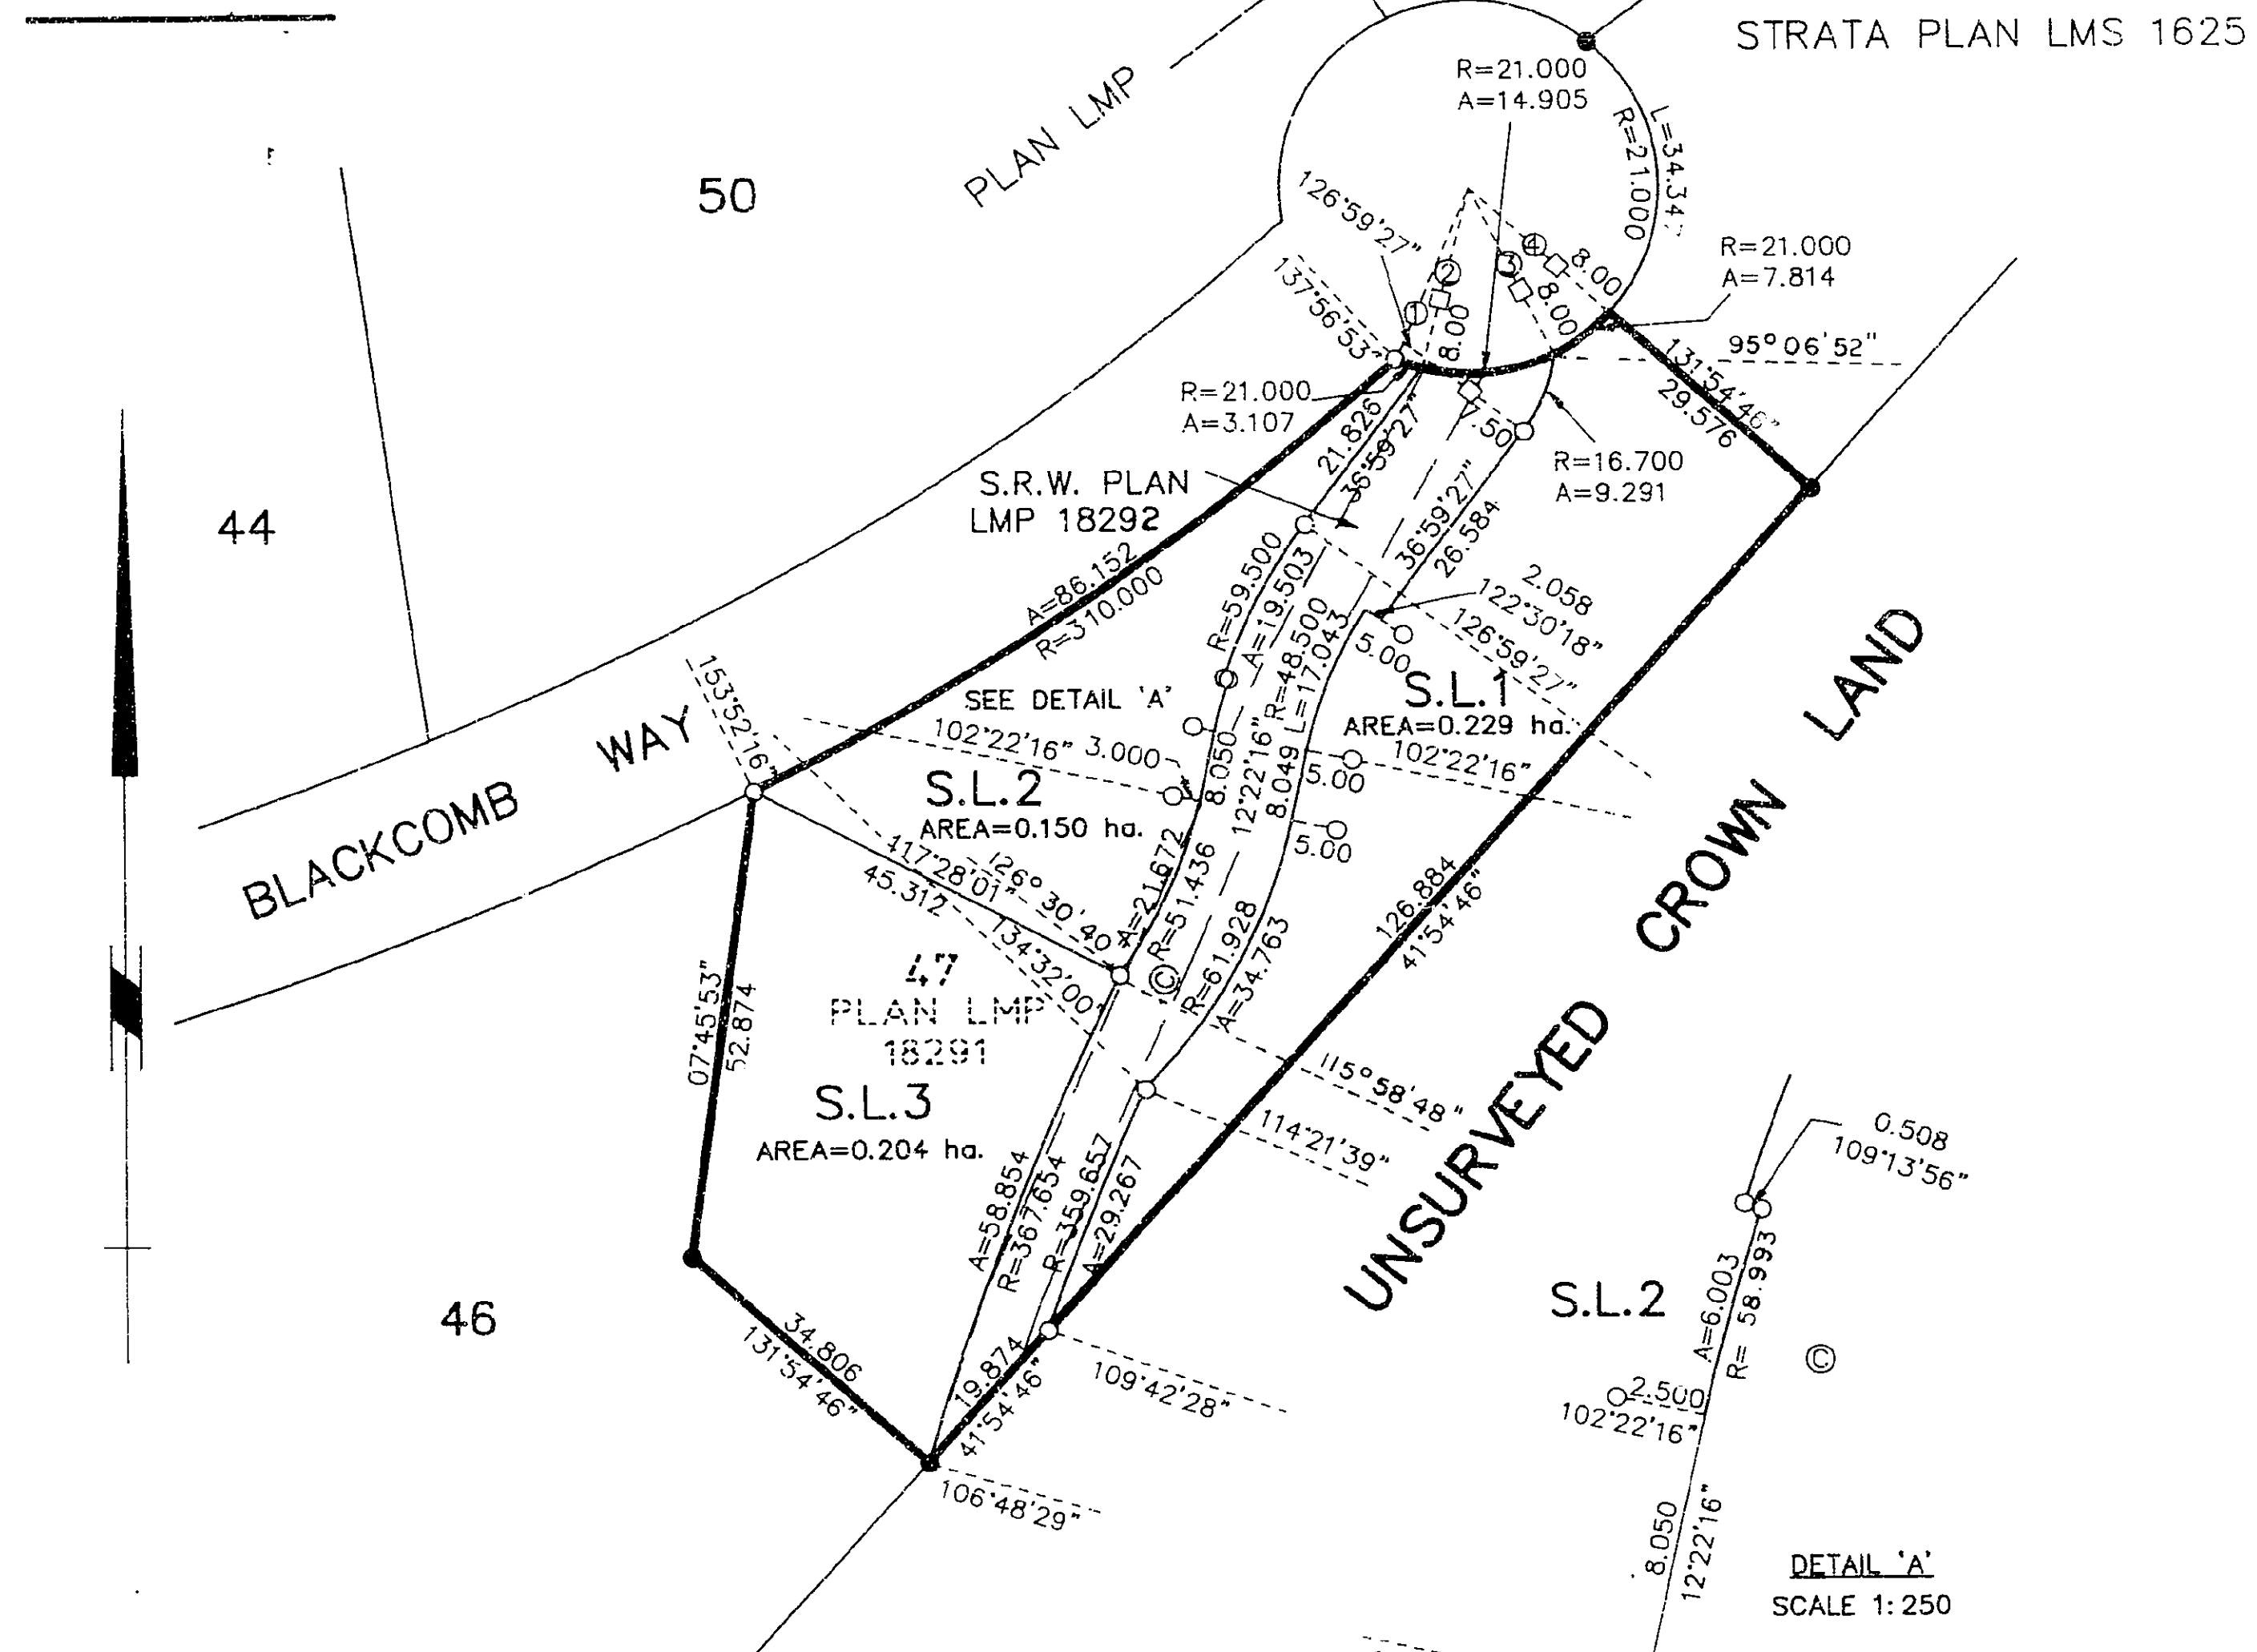 STRATA PLAN LMS 1625
PLAN LMP
50
44
46
R=21.000
A=14.905
R=21.000
126°59'27"
137°56'53"
1
2
3
4
8.00
8.00
8.00
R=21.000
A=7.814
95°06'52"
131°54'46"
29.576
R=21.000
A=3.107
21.826
36°59'27"
7.50
R=16.700
A=9.291
S.R.W. PLAN
LMP 18292
36°59'27"
26.584
A=86.152
R=310.000
R=59.500
A=19.503
R=48.500
L=17.043
2.058
122°30'18"
126°59'27"
5.00
S.L.1
AREA=0.229 ha.
102°22'16"
5.00
5.00
SEE DETAIL 'A'
102°22'16" 3.000
8.050
12°22'16"
8.049
153°52'16"
BLACKCOMB WAY
S.L.2
AREA=0.150 ha.
117°28'01"
45.312
126°30'40"
134°32'00"
A=21.672
R=51.436
©
R=61.928
A=34.763
126.884
41°54'46"
UNSURVEYED CROWN LAND
47
PLAN LMP
18291
S.L.3
AREA=0.204 ha.
07°45'53"
52.874
115°58'48"
114°21'39"
A=58.854
R=367.654
R=359.657
A=29.267
34.806
131°54'46"
19.874
41°54'46"
109°42'28"
106°48'29"
0.508
109°13'56"
S.L.2
A=6.003
R= 58.993
©
2.500
102°22'16"
8.050
12°22'16"
DETAIL 'A'
SCALE 1:250